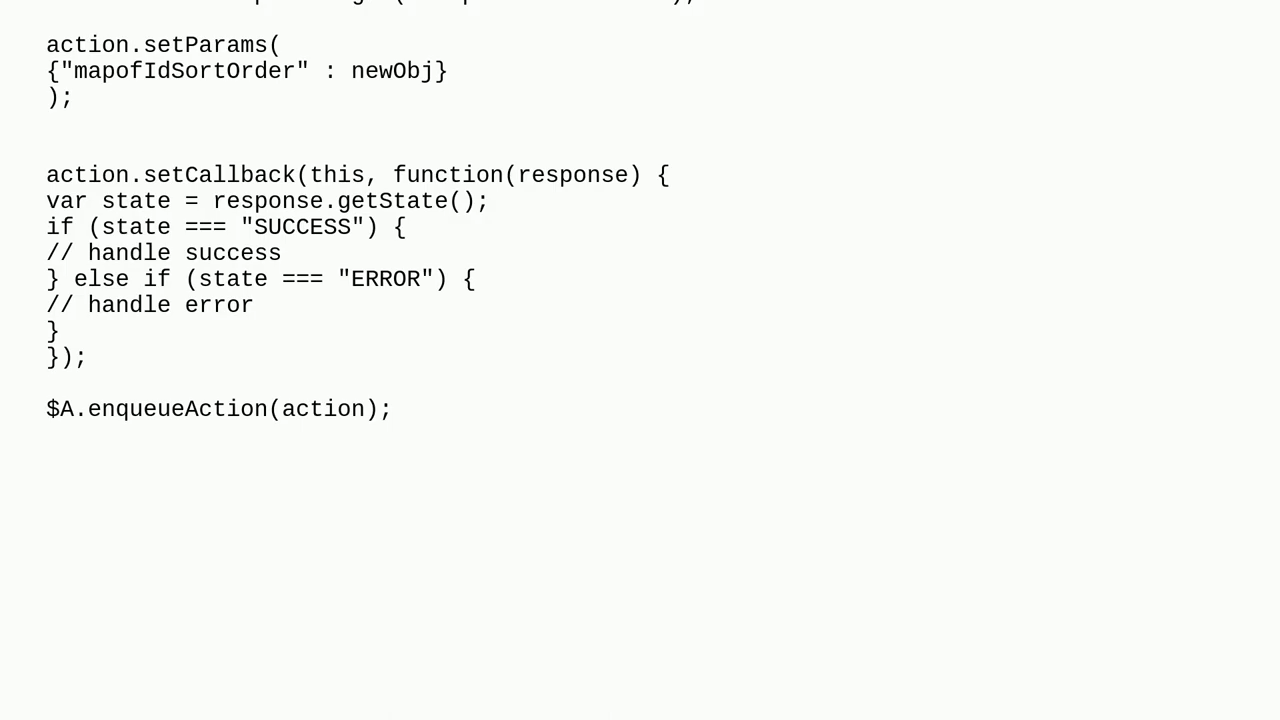 action.setParams(
{"mapofIdSortOrder" : newObj}
);
action.setCallback(this, function(response) {
var state = response.getState();
if (state === "SUCCESS") {
// handle success
} else if (state === "ERROR") {
// handle error
}
});
$A.enqueueAction(action);